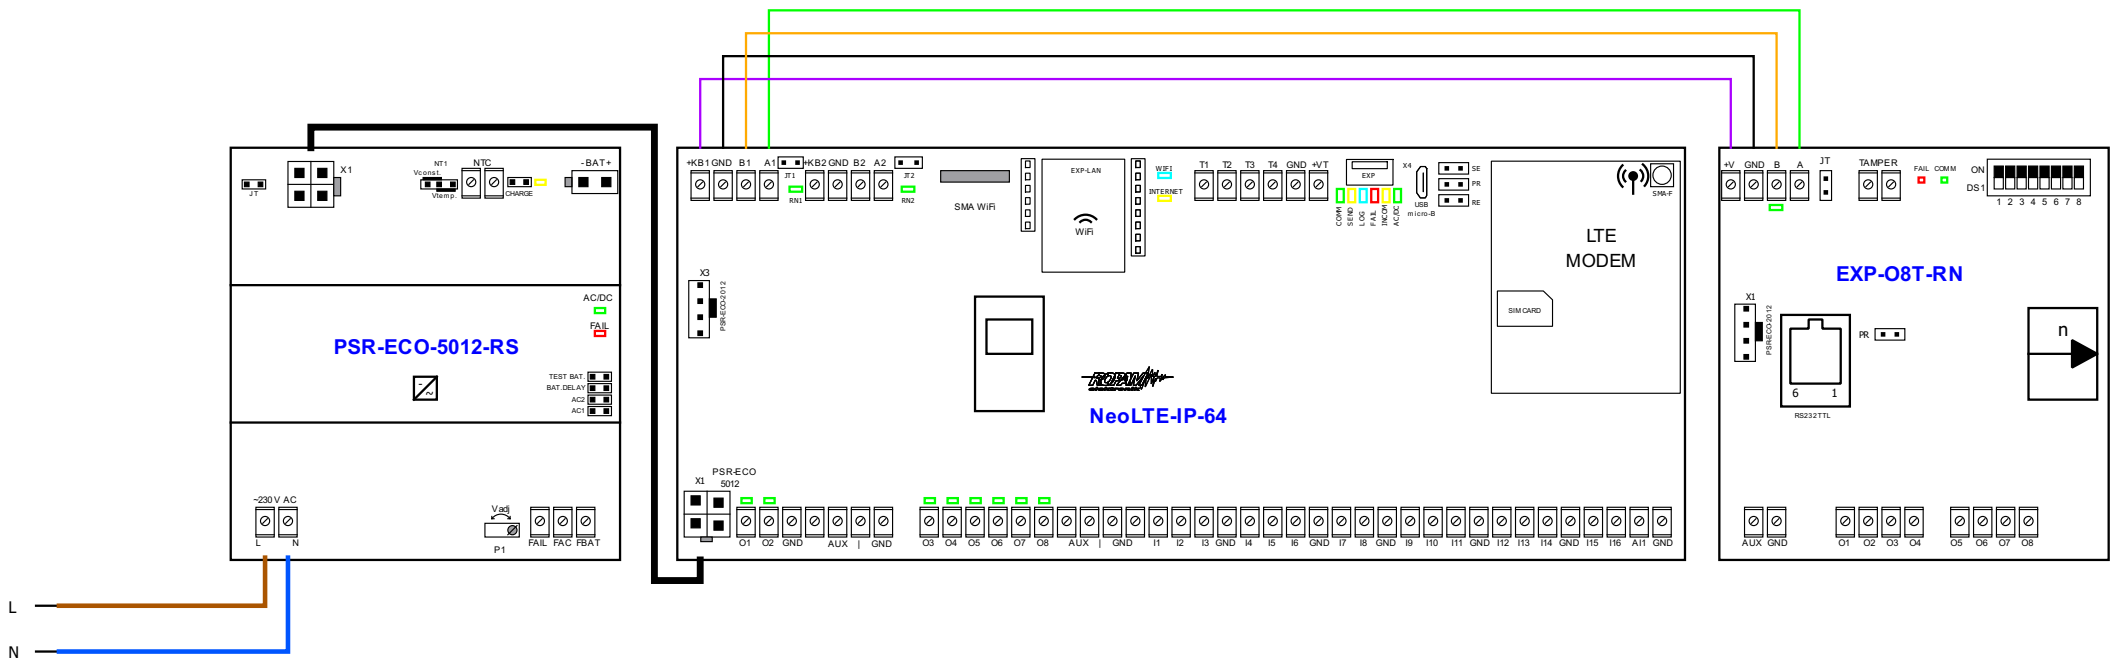 JT
X1
NT1
Vconst.
Vtemp.
NTC
CHARGE
- BAT +
AC/DC
FAIL
PSR-ECO-5012-RS
-
~
TEST BAT.
BAT.DELAY
AC2
AC1
~230V AC
L N
Vadj
P1
FAIL FAC FBAT
L
N
+KB1 GND B1 A1 +KB2 GND B2 A2
JT1 JT2
RN1 RN2
SMA WiFi
EXP-LAN
WiFi
WIFI
INTERNET
T1 T2 T3 T4 GND +VT
EXP
X4
COMM
SEND
LOG
FAIL
INCOM
AC/DC
USB
micro-B
SE
PR
RE
SMA-F
LTE
MODEM
SIM CARD
X3
PSR-ECO-2012
ROPAM
elektronik
NeoLTE-IP-64
X1
PSR-ECO
5012
O1 O2 GND AUX | GND
O3 O4 O5 O6 O7 O8 AUX | GND I1 I2 I3 GND I4 I5 I6 GND I7 I8 GND I9 I10 I11 GND I12 I13 I14 GND I15 I16 AI1 GND
+V GND B A
JT
TAMPER
FAIL COMM
ON
DS1
1 2 3 4 5 6 7 8
EXP-O8T-RN
X1
PSR-ECO-2012
6 1
RS232TTL
PR
n
AUX GND
O1 O2 O3 O4
O5 O6 O7 O8